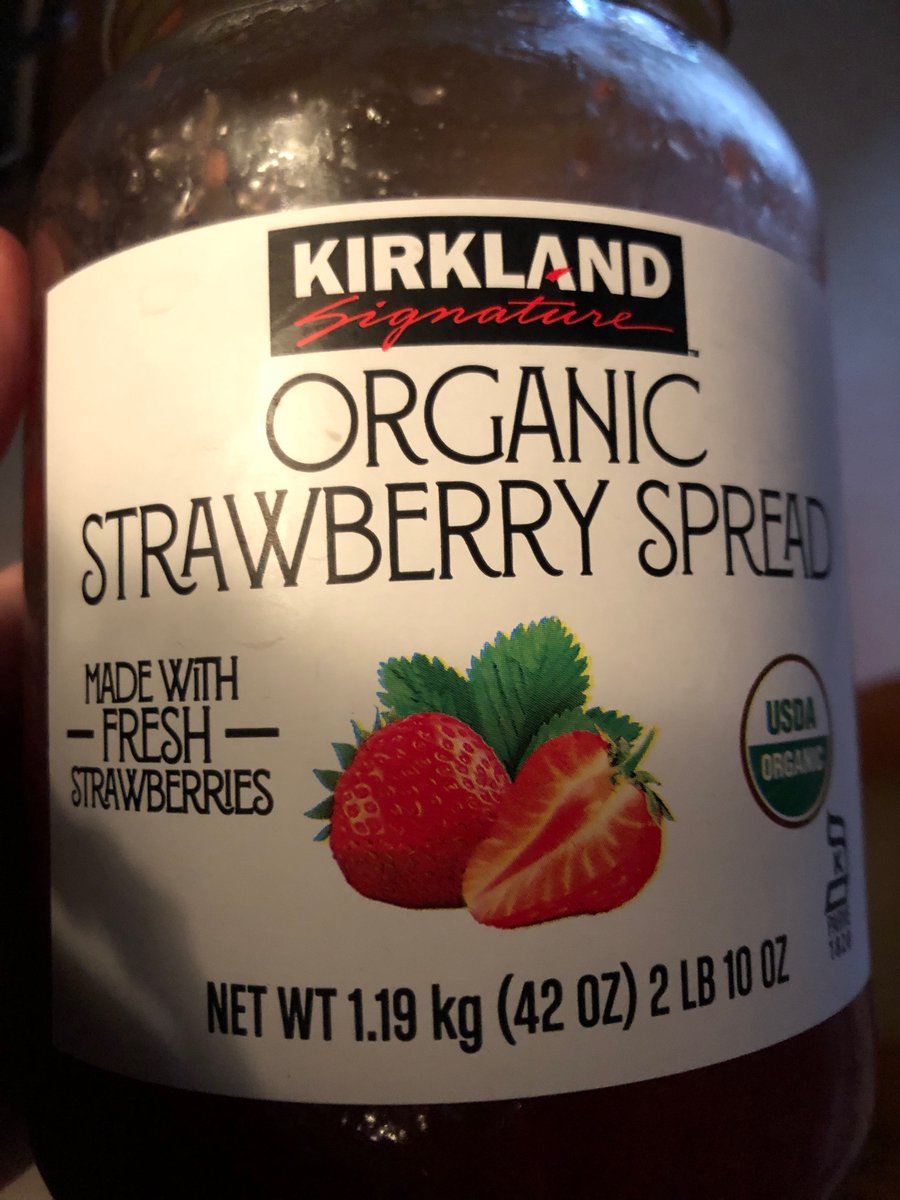 KIRKLAND
Signature
ORGANIC
STRAWBERRY SPREAD
MADE WITH
FRESH
STRAWBERRIES
USDA
ORGANIC
NET WT 1.19 kg (42 OZ) 2 LB 10 OZ